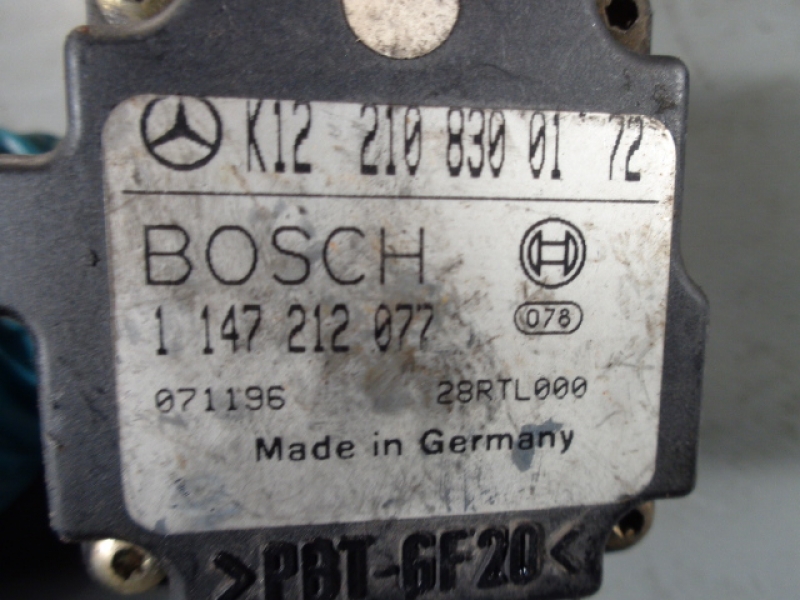 K12 210 830 01 72
BOSCH
1 147 212 077 078
071196 28RTL000
Made in Germany
>PBT-GF20<